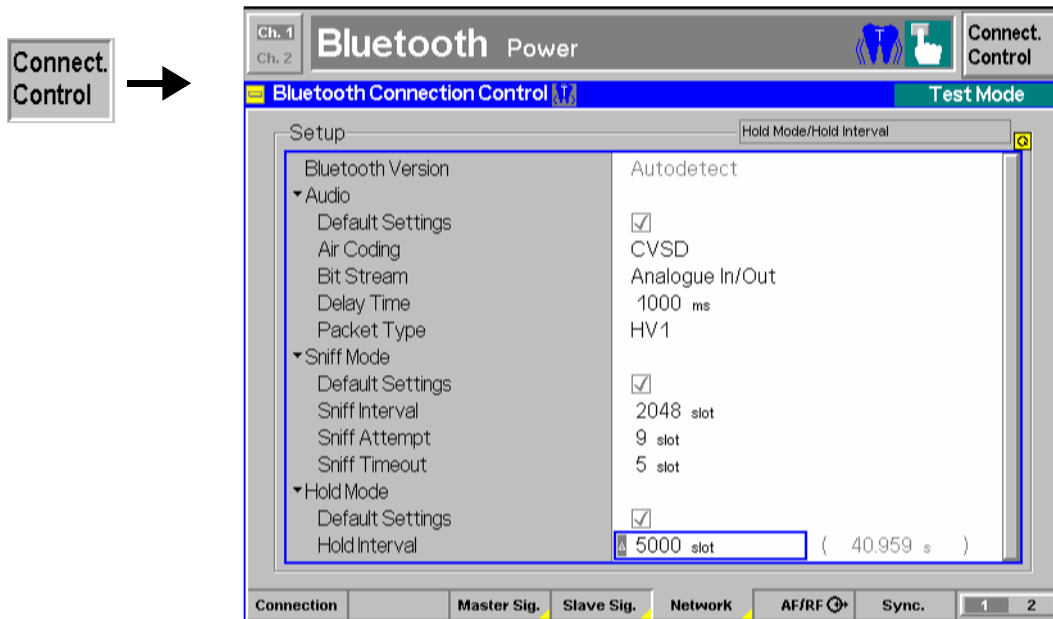 Connect.
Control
Ch. 1
Ch. 2
Bluetooth Power
T
Connect.
Control
Bluetooth Connection Control T
Test Mode
Setup
Hold Mode/Hold Interval
Bluetooth Version Autodetect
Audio
Default Settings
Air Coding CVSD
Bit Stream Analogue In/Out
Delay Time 1000 ms
Packet Type HV1
Sniff Mode
Default Settings
Sniff Interval 2048 slot
Sniff Attempt 9 slot
Sniff Timeout 5 slot
Hold Mode
Default Settings
Hold Interval 5000 slot ( 40.959 s )
Connection Master Sig. Slave Sig. Network AF/RF Sync. 1 2